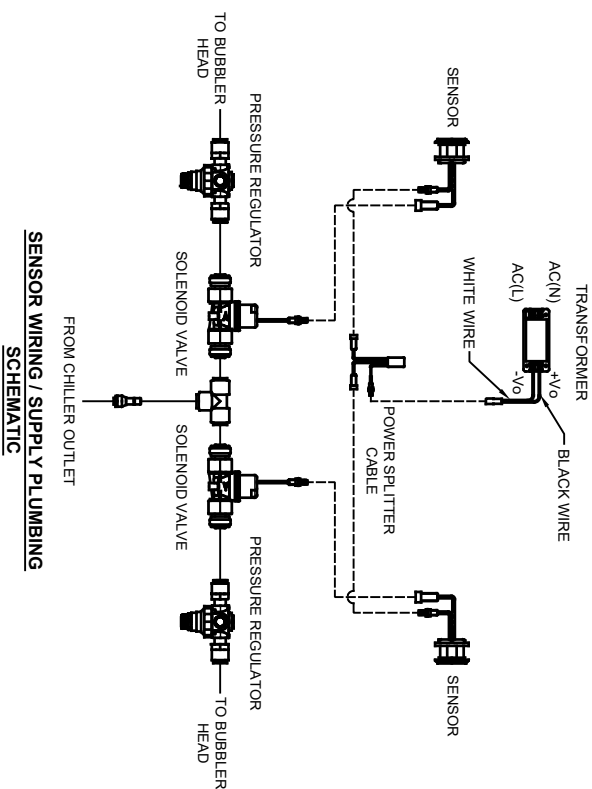 TRANSFORMER
AC(N)
AC(L)
+Vo
-Vo
BLACK WIRE
WHITE WIRE
SENSOR
SENSOR
POWER SPLITTER
CABLE
PRESSURE REGULATOR
SOLENOID VALVE
SOLENOID VALVE
PRESSURE REGULATOR
TO BUBBLER
HEAD
TO BUBBLER
HEAD
FROM CHILLER OUTLET
SENSOR WIRING / SUPPLY PLUMBING
SCHEMATIC